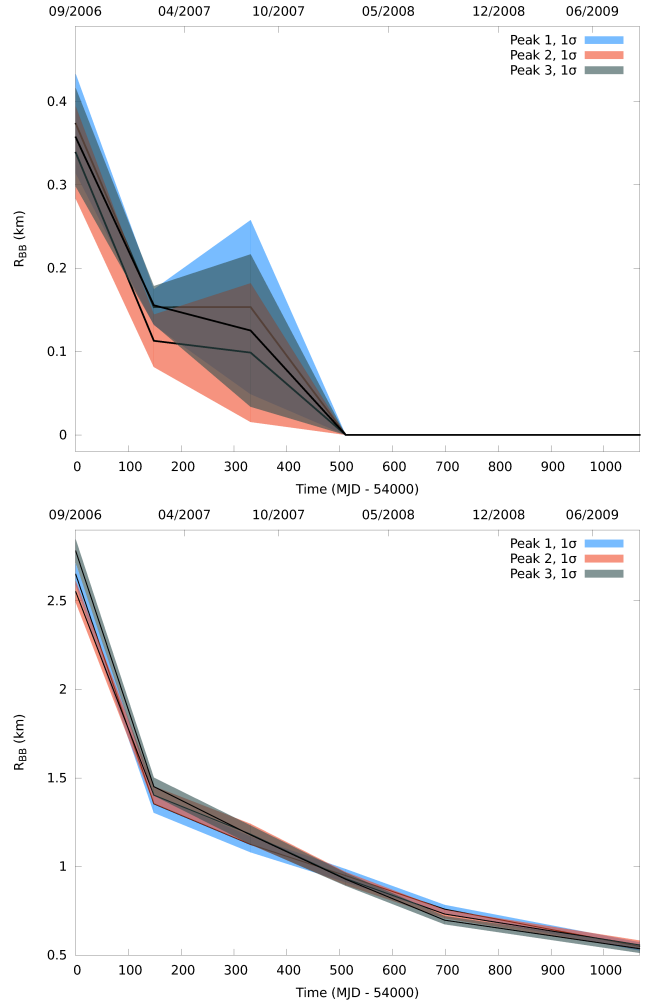 09/2006 04/2007 10/2007 05/2008 12/2008 06/2009
Peak 1, 1σ
Peak 2, 1σ
Peak 3, 1σ
0.4
0.3
0.2
0.1
0
R_BB (km)
0 100 200 300 400 500 600 700 800 900 1000
Time (MJD - 54000)
09/2006 04/2007 10/2007 05/2008 12/2008 06/2009
Peak 1, 1σ
Peak 2, 1σ
Peak 3, 1σ
2.5
2
1.5
1
0.5
R_BB (km)
0 100 200 300 400 500 600 700 800 900 1000
Time (MJD - 54000)